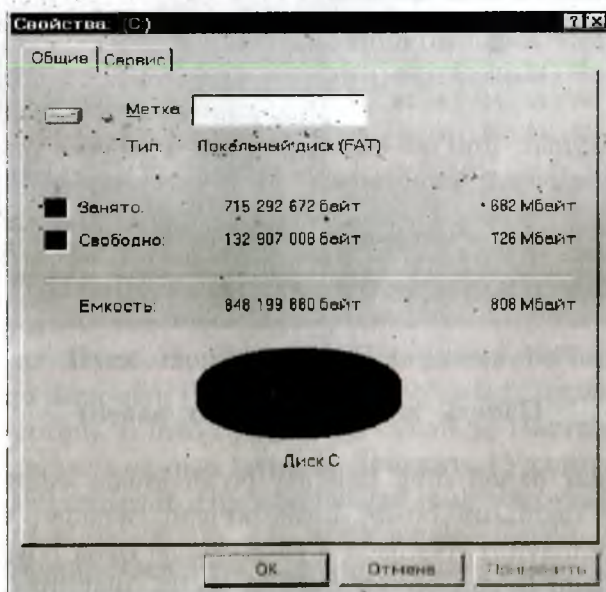 Свойства: (C:)
Общие
Сервис
Метка
Тип: Локальный диск (FAT)
Занято: 715 292 672 байт 682 Мбайт
Свободно: 132 907 008 байт 126 Мбайт
Емкость: 848 199 680 байт 808 Мбайт
Диск C
OK Отмена Применить